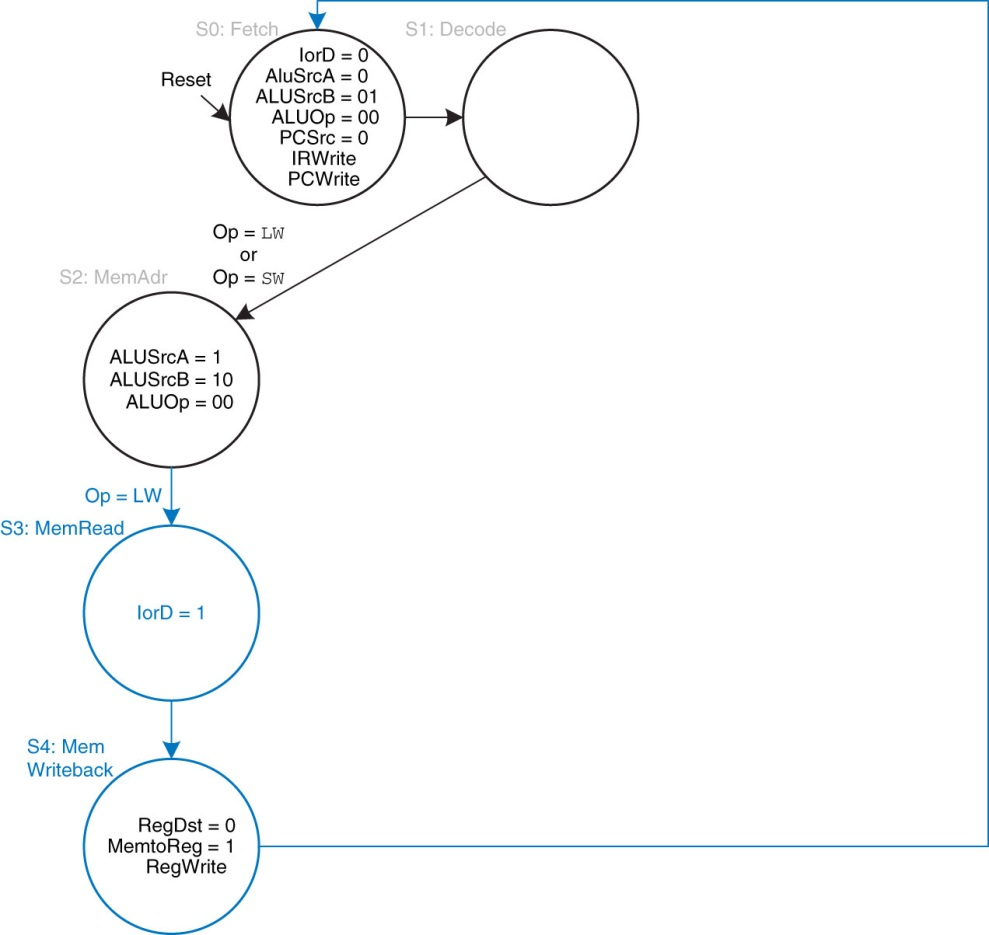 S0: Fetch
S1: Decode
Reset
IorD = 0
AluSrcA = 0
ALUSrcB = 01
ALUOp = 00
PCSrc = 0
IRWrite
PCWrite
Op = LW
or
Op = SW
S2: MemAdr
ALUSrcA = 1
ALUSrcB = 10
ALUOp = 00
Op = LW
S3: MemRead
IorD = 1
S4: Mem
Writeback
RegDst = 0
MemtoReg = 1
RegWrite